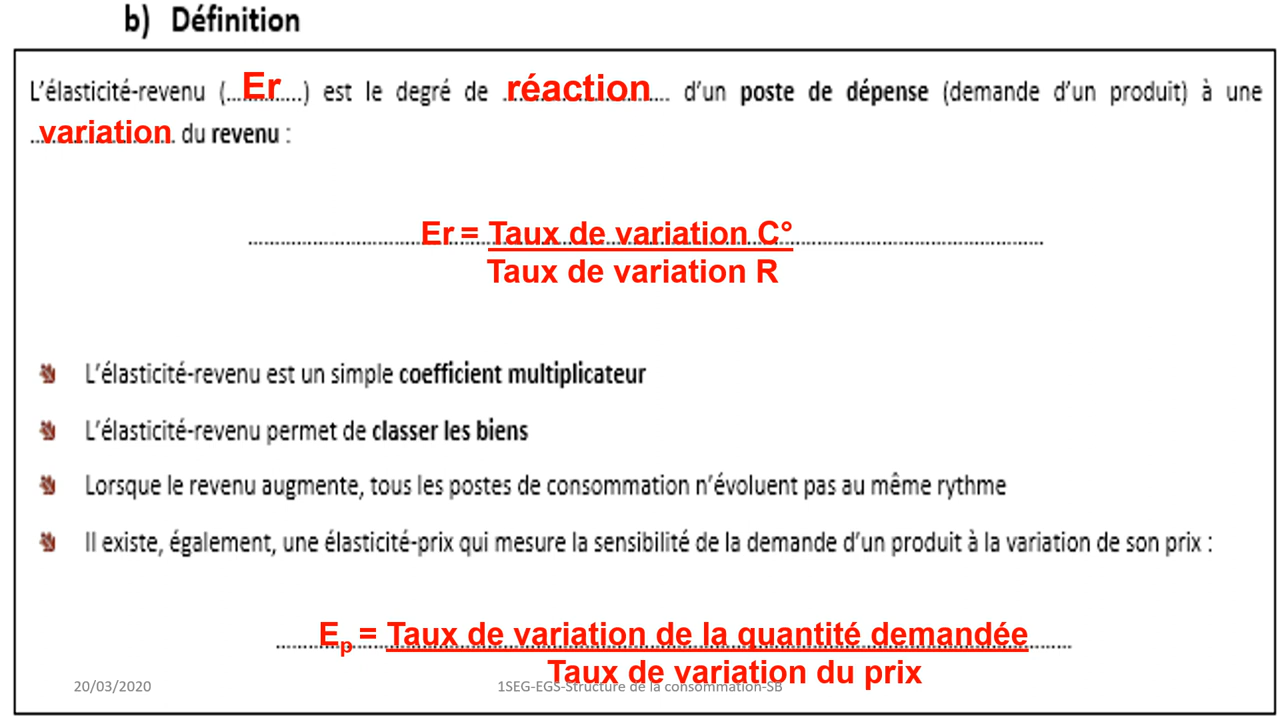 b) Définition
L'élasticité-revenu (...Er...) est le degré de ...réaction... d'un poste de dépense (demande d'un produit) à une
...variation... du revenu :
Er = Taux de variation C°
Taux de variation R
L'élasticité-revenu est un simple coefficient multiplicateur
L'élasticité-revenu permet de classer les biens
Lorsque le revenu augmente, tous les postes de consommation n'évoluent pas au même rythme
Il existe, également, une élasticité-prix qui mesure la sensibilité de la demande d'un produit à la variation de son prix :
Ep = Taux de variation de la quantité demandée
Taux de variation du prix
20/03/2020
1SEG-EGS-Structure de la consommation-SB